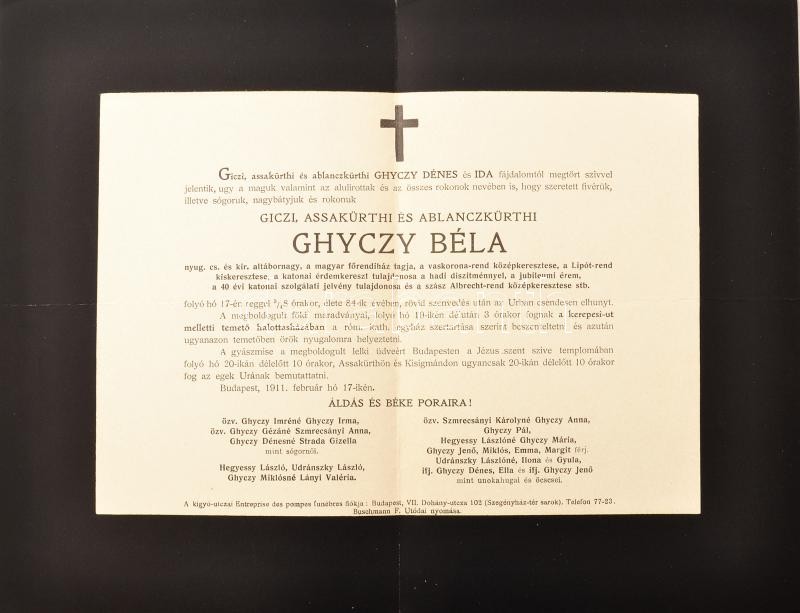 Giczi, assakürthi és ablanczkürthi GHYCZY DÉNES és IDA fájdalomtól megtört szivvel
jelentik, ugy a maguk valamint az alulirottak és az összes rokonok nevében is, hogy szeretett fivérük,
illetve sógoruk, nagybátyjuk és rokonuk
GICZI, ASSAKÜRTHI ÉS ABLANCZKÜRTHI
GHYCZY BÉLA
nyug. cs. és kir. altábornagy, a magyar főrendiház tagja, a vaskorona-rend középkeresztese, a Lipót-rend
kiskeresztese, a katonai érdemkereszt tulajdonosa a hadi diszitménnyel, a jubileumi érem,
a 40 évi katonai szolgálati jelvény tulajdonosa és a szász Albrecht-rend középkeresztese stb.
folyó hó 17-én reggel 3/48 órakor, élete 84-ik évében, rövid szenvedés után az Urban csendesen elhunyt.
A megboldogult földi maradványai, folyó hó 19-ikén délután 3 órakor fognak a kerepesi-ut
melletti temető halottasházában a róm. kath. egyház szertartása szerint beszenteltetni és azután
ugyanazon temetőben örök nyugalomra helyeztetni.
A gyászmise a megboldogult lelki üdveért Budapesten a Jézus szent szive templomában
folyó hó 20-ikán délelőtt 10 órakor, Assakürthön és Kisigmándon ugyancsak 20-ikán délelőtt 10 órakor
fog az egek Urának bemutattatni.
Budapest, 1911. február hó 17-ikén.
ÁLDÁS ÉS BÉKE PORAIRA!
özv. Ghyczy Imréné Ghyczy Irma,
özv. Ghyczy Gézáné Szmrecsányi Anna,
Ghyczy Dénesné Strada Gizella
mint sógornői.
Hegyessy László, Udránszky László,
Ghyczy Miklósné Lányi Valéria.
özv. Szmrecsányi Károlyné Ghyczy Anna,
Ghyczy Pál,
Hegyessy Lászlóné Ghyczy Mária,
Ghyczy Jenő, Miklós, Emma, Margit férj.
Udránszky Lászlóné, Ilona és Gyula,
ifj. Ghyczy Dénes, Ella és ifj. Ghyczy Jenő
mint unokahugai és öcscsei.
A kigyó-utczai Entreprise des pompes funèbres fiókja: Budapest, VII. Dohány-utcza 102 (Szegényház-tér sarok). Telefon 77-23.
Buschmann F. Utódai nyomása.